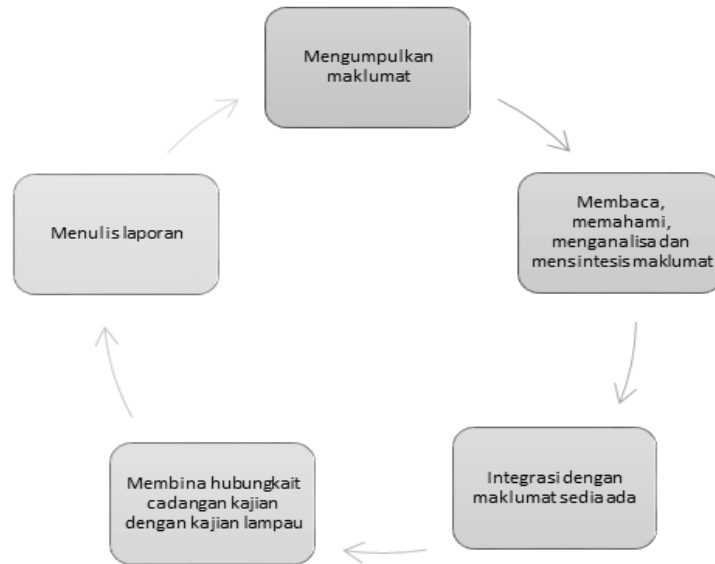 Mengumpulkan
maklumat
Membaca,
memahami,
menganalisa dan
mensintesis maklumat
Integrasi dengan
maklumat sedia ada
Membina hubungkait
cadangan kajian
dengan kajian lampau
Menulis laporan